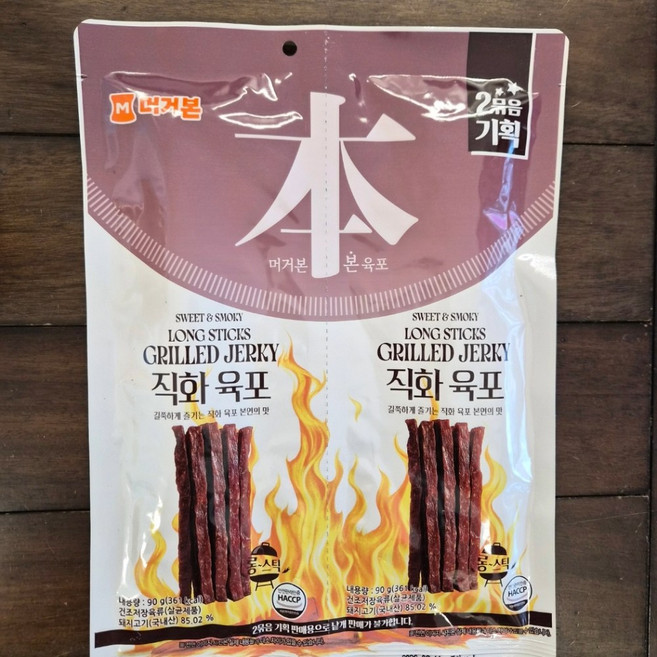 M 머거본
2묶음
기획
本
머거본 본 육포
SWEET & SMOKY
LONG STICKS
GRILLED JERKY
직화 육포
길쭉하게 즐기는 직화 육포 본연의 맛
롱~스틱
내용량 : 90 g(361 kcal)
건조저장육류(살균제품)
돼지고기(국내산) 85.02 %
HACCP
SWEET & SMOKY
LONG STICKS
GRILLED JERKY
직화 육포
길쭉하게 즐기는 직화 육포 본연의 맛
롱~스틱
내용량 : 90 g(361 kcal)
건조저장육류(살균제품)
돼지고기(국내산) 85.02 %
HACCP
2묶음 기획 판매용으로 낱개 판매가 불가합니다.